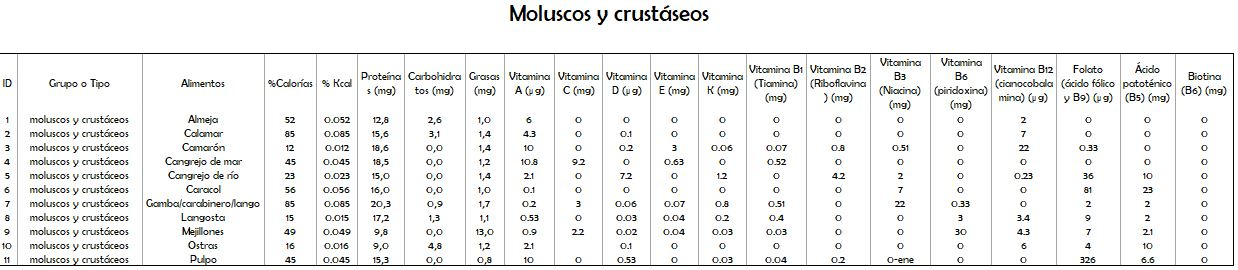 Moluscos y crustáseos
ID Grupo o Tipo Alimentos %Calorías % Kcal Proteína s (mg) Carbohidra tos (mg) Grasas (mg) Vitamina A (µg) Vitamina C (mg) Vitamina D (µg) Vitamina E (mg) Vitamina K (mg) Vitamina B1 (Tiamina) (mg) Vitamina B2 (Riboflavina ) (mg) Vitamina B3 (Niacina) (mg) Vitamina B6 (piridoxina) (mg) Vitamina B12 (cianocobala mina) (µg) Folato (ácido fólico y B9) (µg) Ácido patoténico (B5) (mg) Biotina (B6) (mg)
1 moluscos y crustáceos Almeja 52 0.052 12,8 2,6 1,0 6 0 0 0 0 0 0 0 0 2 0 0 0
2 moluscos y crustáceos Calamar 85 0.085 15,6 3,1 1,4 4.3 0 0.1 0 0 0 0 0 0 7 0 0 0
3 moluscos y crustáceos Camarón 12 0.012 18,6 0,0 1,4 10 0 0.2 3 0.06 0.07 0.8 0.51 0 22 0.33 0 0
4 moluscos y crustáceos Cangrejo de mar 45 0.045 18,5 0,0 1,2 10.8 9.2 0 0.63 0 0.52 0 0 0 0 0 0 0
5 moluscos y crustáceos Cangrejo de río 23 0.023 15,0 0,0 1,4 2.1 0 7.2 0 1.2 0 4.2 2 0 0.23 36 10 0
6 moluscos y crustáceos Caracol 56 0.056 16,0 0,0 1,0 0.1 0 0 0 0 0 0 7 0 0 81 23 0
7 moluscos y crustáceos Gamba/carabinero/lango 85 0.085 20,3 0,9 1,7 0.2 3 0.06 0.07 0.8 0.51 0 22 0.33 0 2 2 0
8 moluscos y crustáceos Langosta 15 0.015 17,2 1,3 1,1 0.53 0 0.03 0.04 0.2 0.4 0 0 3 3.4 9 2 0
9 moluscos y crustáceos Mejillones 49 0.049 9,8 0,0 13,0 0.9 2.2 0.02 0.04 0.03 0.03 0 0 30 4.3 7 2.1 0
10 moluscos y crustáceos Ostras 16 0.016 9,0 4,8 1,2 2.1 0.1 0 0 0 0 0 0 6 4 10 0
11 moluscos y crustáceos Pulpo 45 0.045 15,3 0,0 0,8 10 0 0.53 0 0.03 0.04 0.2 0-ene 0 0 326 6.6 0